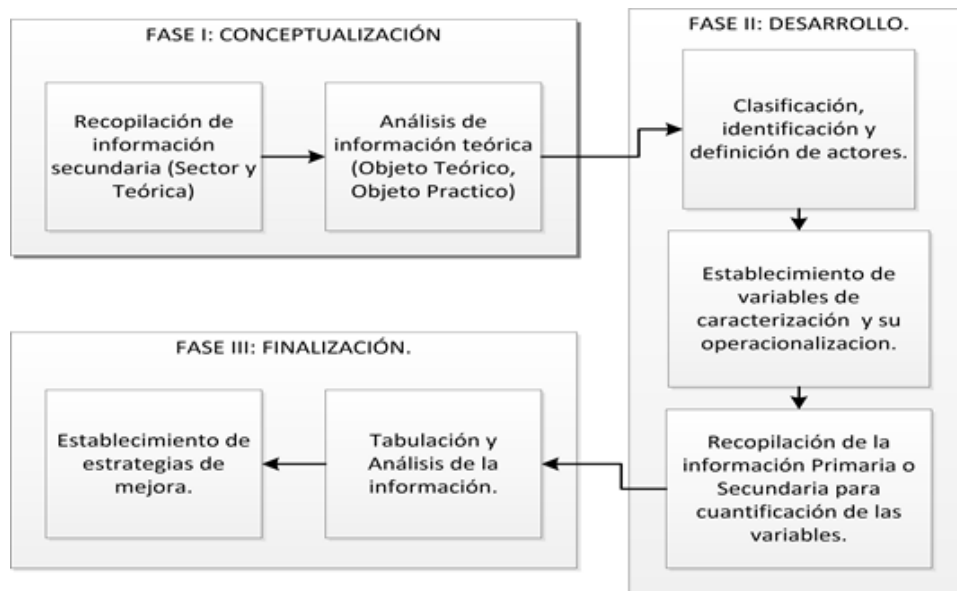 FASE I: CONCEPTUALIZACIÓN
Recopilación de
información
secundaria (Sector y
Teórica)
Análisis de
información teórica
(Objeto Teórico,
Objeto Practico)
FASE II: DESARROLLO.
Clasificación,
identificación y
definición de actores.
Establecimiento de
variables de
caracterización y su
operacionalizacion.
Recopilación de la
información Primaria o
Secundaria para
cuantificación de las
variables.
FASE III: FINALIZACIÓN.
Tabulación y
Análisis de la
información.
Establecimiento de
estrategias de
mejora.